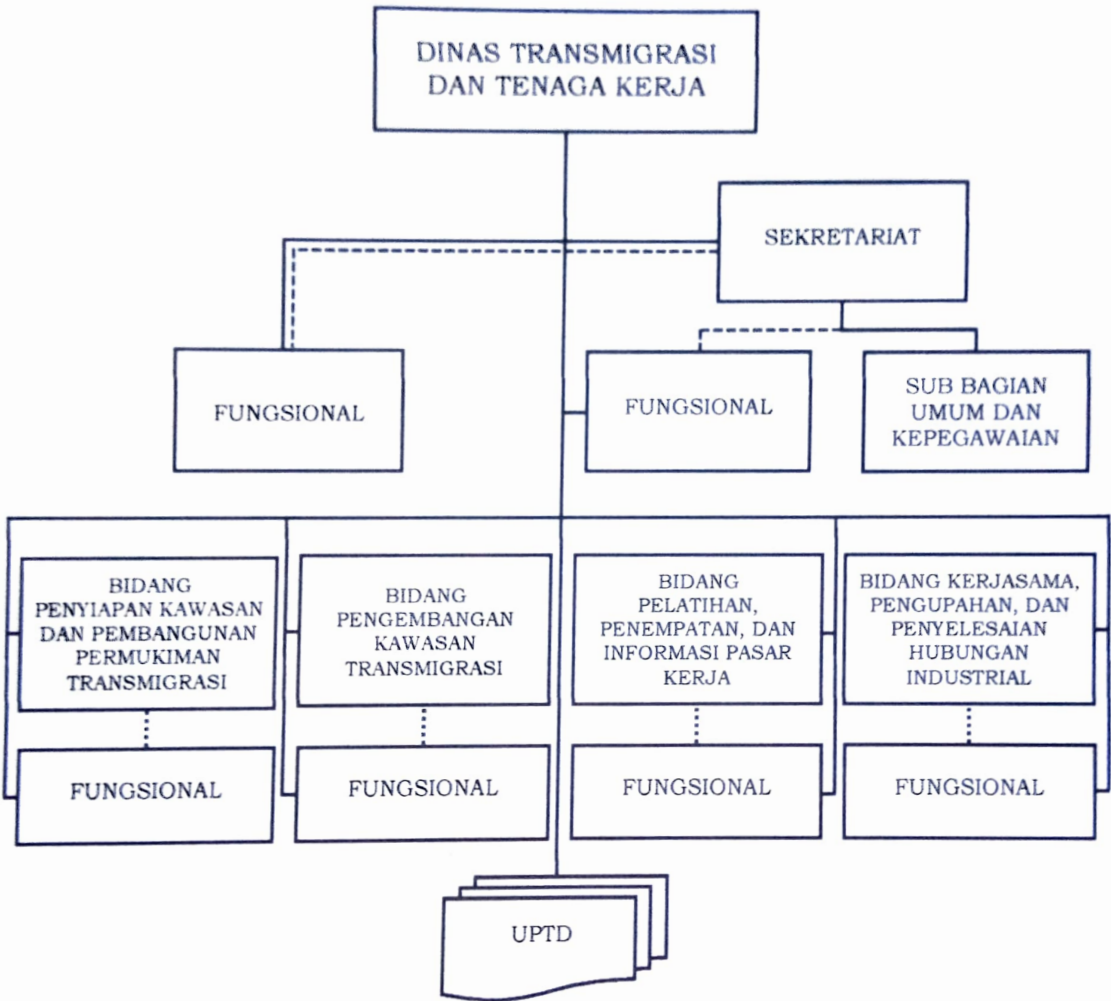 DINAS TRANSMIGRASI
DAN TENAGA KERJA
SEKRETARIAT
FUNGSIONAL
FUNGSIONAL
SUB BAGIAN
UMUM DAN
KEPEGAWAIAN
BIDANG
PENYIAPAN KAWASAN
DAN PEMBANGUNAN
PERMUKIMAN
TRANSMIGRASI
BIDANG
PENGEMBANGAN
KAWASAN
TRANSMIGRASI
BIDANG
PELATIHAN,
PENEMPATAN, DAN
INFORMASI PASAR
KERJA
BIDANG KERJASAMA,
PENGUPAHAN, DAN
PENYELESAIAN
HUBUNGAN
INDUSTRIAL
FUNGSIONAL
FUNGSIONAL
FUNGSIONAL
FUNGSIONAL
UPTD